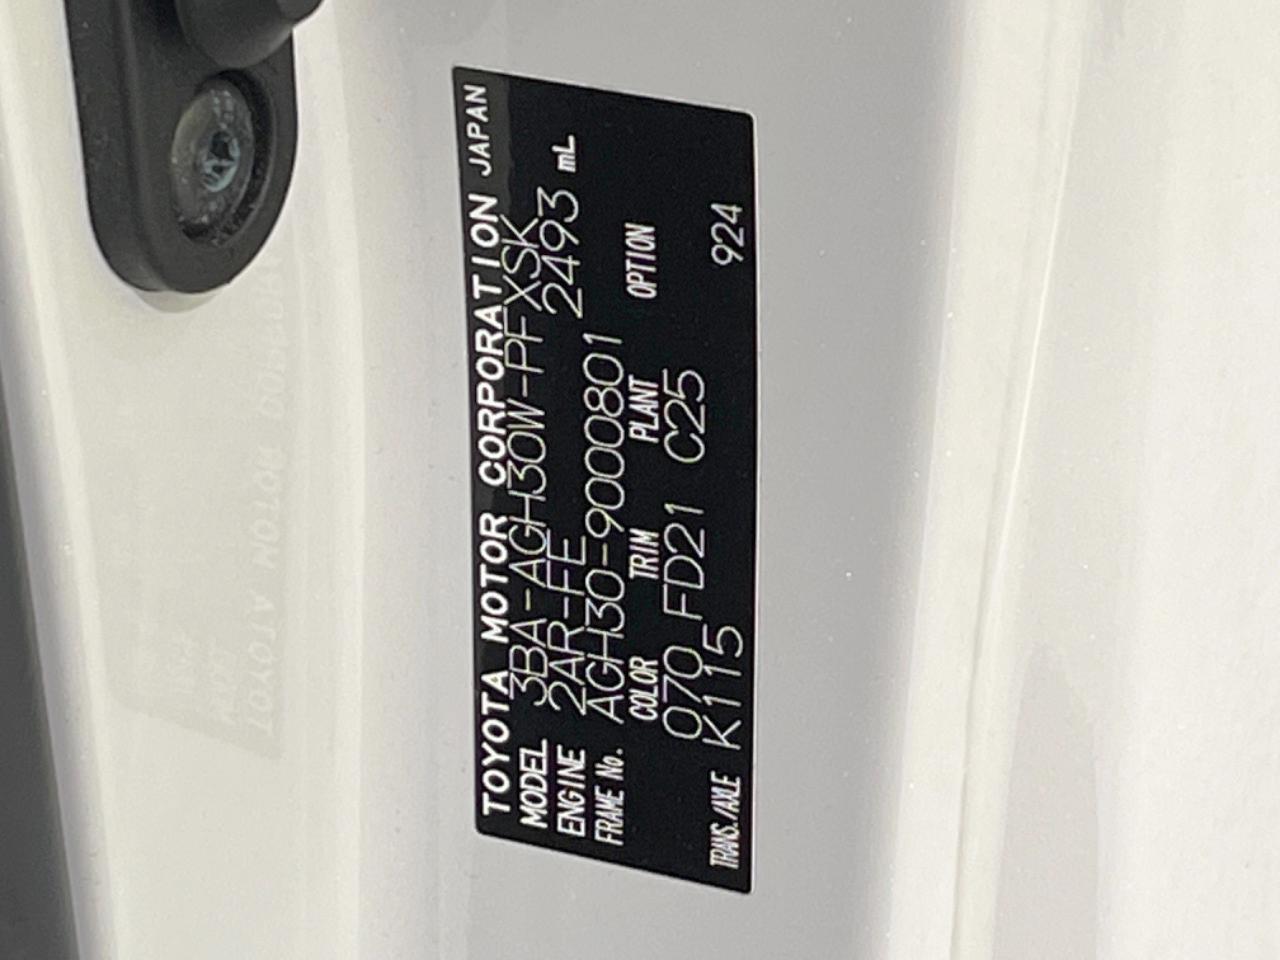 TOYOTA MOTOR CORPORATION JAPAN
MODEL 3BA-AGH30W-PFXSK
ENGINE 2AR-FE 2493 mL
FRAME No. AGH30-9000801
COLOR TRIM PLANT OPTION
070 FD21 C25
TRANS./AXLE K115 924